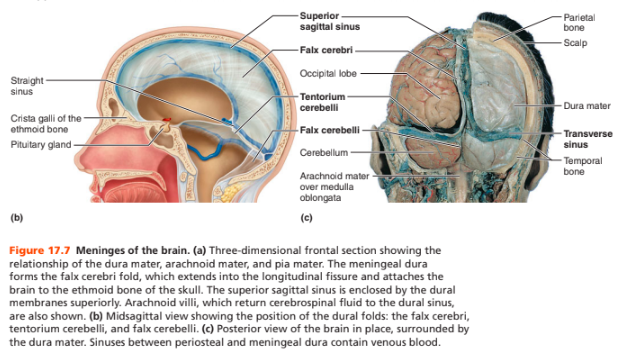 Superior
sagittal sinus
Falx cerebri
Occipital lobe
Straight
sinus
Tentorium
cerebelli
Crista galli of the
ethmoid bone
Pituitary gland
Falx cerebelli
Cerebellum
Arachnoid mater
over medulla
oblongata
Parietal
bone
Scalp
Dura mater
Transverse
sinus
Temporal
bone
(b)
(c)
Figure 17.7 Meninges of the brain. (a) Three-dimensional frontal section showing the
relationship of the dura mater, arachnoid mater, and pia mater. The meningeal dura
forms the falx cerebri fold, which extends into the longitudinal fissure and attaches the
brain to the ethmoid bone of the skull. The superior sagittal sinus is enclosed by the dural
membranes superiorly. Arachnoid villi, which return cerebrospinal fluid to the dural sinus,
are also shown. (b) Midsagittal view showing the position of the dural folds: the falx cerebri,
tentorium cerebelli, and falx cerebelli. (c) Posterior view of the brain in place, surrounded by
the dura mater. Sinuses between periosteal and meningeal dura contain venous blood.